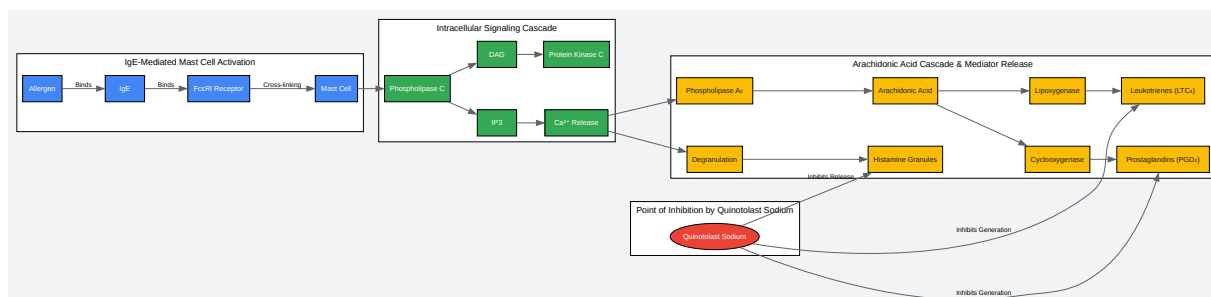 IgE-Mediated Mast Cell Activation
Allergen
Binds
IgE
Binds
FcεRI Receptor
Cross-linking
Mast Cell
Intracellular Signaling Cascade
Phospholipase C
DAG
Protein Kinase C
IP3
Ca²⁺ Release
Arachidonic Acid Cascade & Mediator Release
Phospholipase A₂
Arachidonic Acid
Lipoxygenase
Leukotrienes (LTC₄)
Degranulation
Histamine Granules
Cyclooxygenase
Prostaglandins (PGD₂)
Inhibits Release
Point of Inhibition by Quinotolast Sodium
Quinotolast Sodium
Inhibits Generation
Inhibits Generation